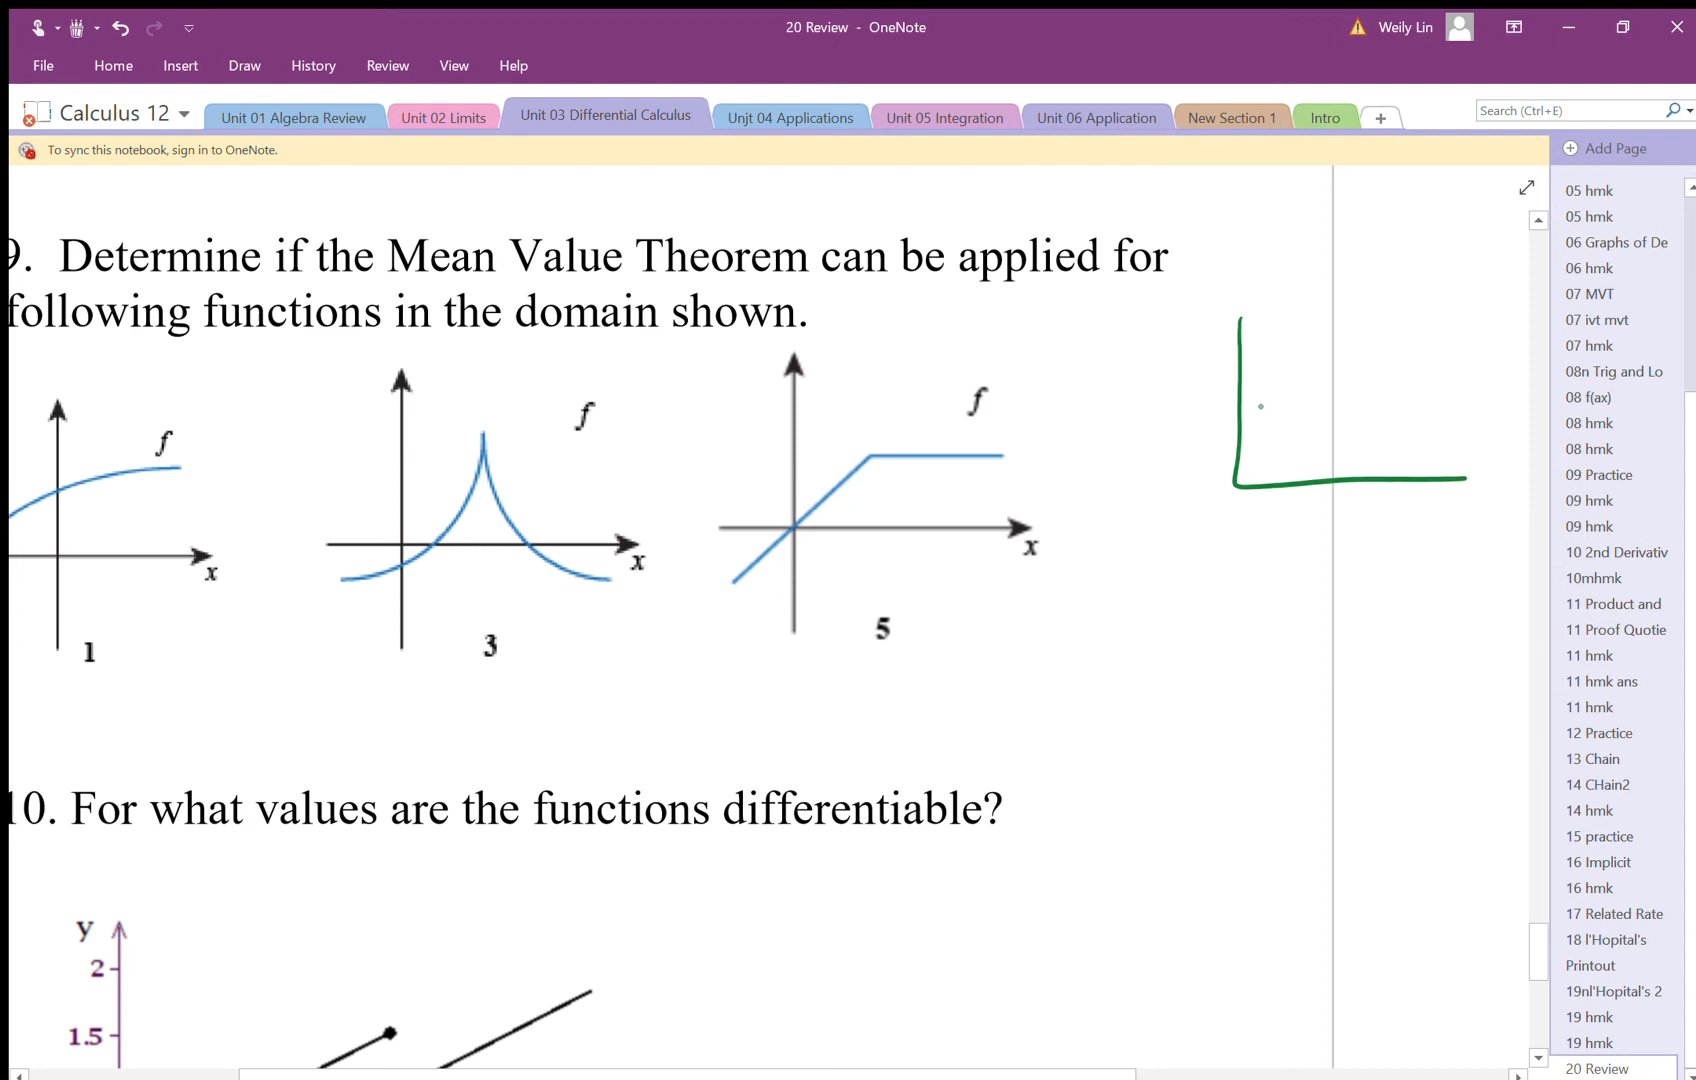 20 Review - OneNote
Weily Lin
File Home Insert Draw History Review View Help
Calculus 12
Unit 01 Algebra Review
Unit 02 Limits
Unit 03 Differential Calculus
Unit 04 Applications
Unit 05 Integration
Unit 06 Application
New Section 1
Intro
Search (Ctrl+E)
To sync this notebook, sign in to OneNote.
Add Page
9. Determine if the Mean Value Theorem can be applied for
following functions in the domain shown.
f
x
1
f
x
3
f
x
5
10. For what values are the functions differentiable?
y
2
1.5
05 hmk
05 hmk
06 Graphs of De
06 hmk
07 MVT
07 ivt mvt
07 hmk
08n Trig and Lo
08 f(ax)
08 hmk
08 hmk
09 Practice
09 hmk
09 hmk
10 2nd Derivativ
10mhmk
11 Product and
11 Proof Quotie
11 hmk
11 hmk ans
11 hmk
12 Practice
13 Chain
14 CHain2
14 hmk
15 practice
16 Implicit
16 hmk
17 Related Rate
18 l'Hopital's
Printout
19nl'Hopital's 2
19 hmk
19 hmk
20 Review